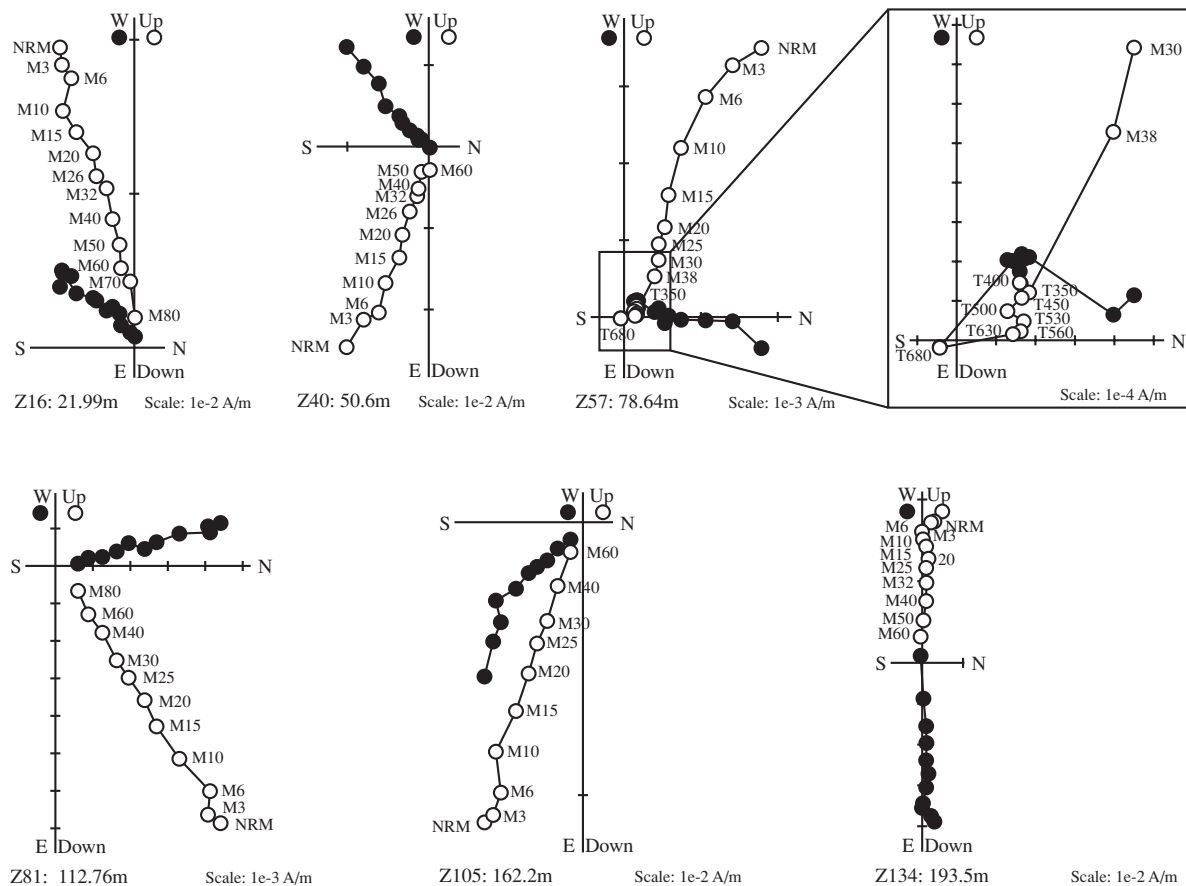 W Up
NRM
M3
M6
M10
M15
M20
M26
M32
M40
M50
M60
M70
M80
S N
E Down
Z16: 21.99m Scale: 1e-2 A/m
W Up
S N
M50 M60
M40
M32
M26
M20
M15
M10
M6
M3
NRM
E Down
Z40: 50.6m Scale: 1e-2 A/m
W Up
NRM
M3
M6
M10
M15
M20
M25
M30
M38
T350
S N
T680
E Down
Z57: 78.64m Scale: 1e-3 A/m
W Up
M30
M38
T400
T350
T450
T500
T530
T630 T560
S N
T680
E Down
Scale: 1e-4 A/m
W Up
S N
M80
M60
M40
M30
M25
M20
M15
M10
M6
M3
NRM
E Down
Z81: 112.76m Scale: 1e-3 A/m
W Up
S N
M60
M40
M30
M25
M20
M15
M10
M6
M3
NRM
E Down
Z105: 162.2m Scale: 1e-2 A/m
W Up
NRM
M6 M3
M10
M15 20
M25
M32
M40
M50
M60
S N
E Down
Z134: 193.5m Scale: 1e-2 A/m